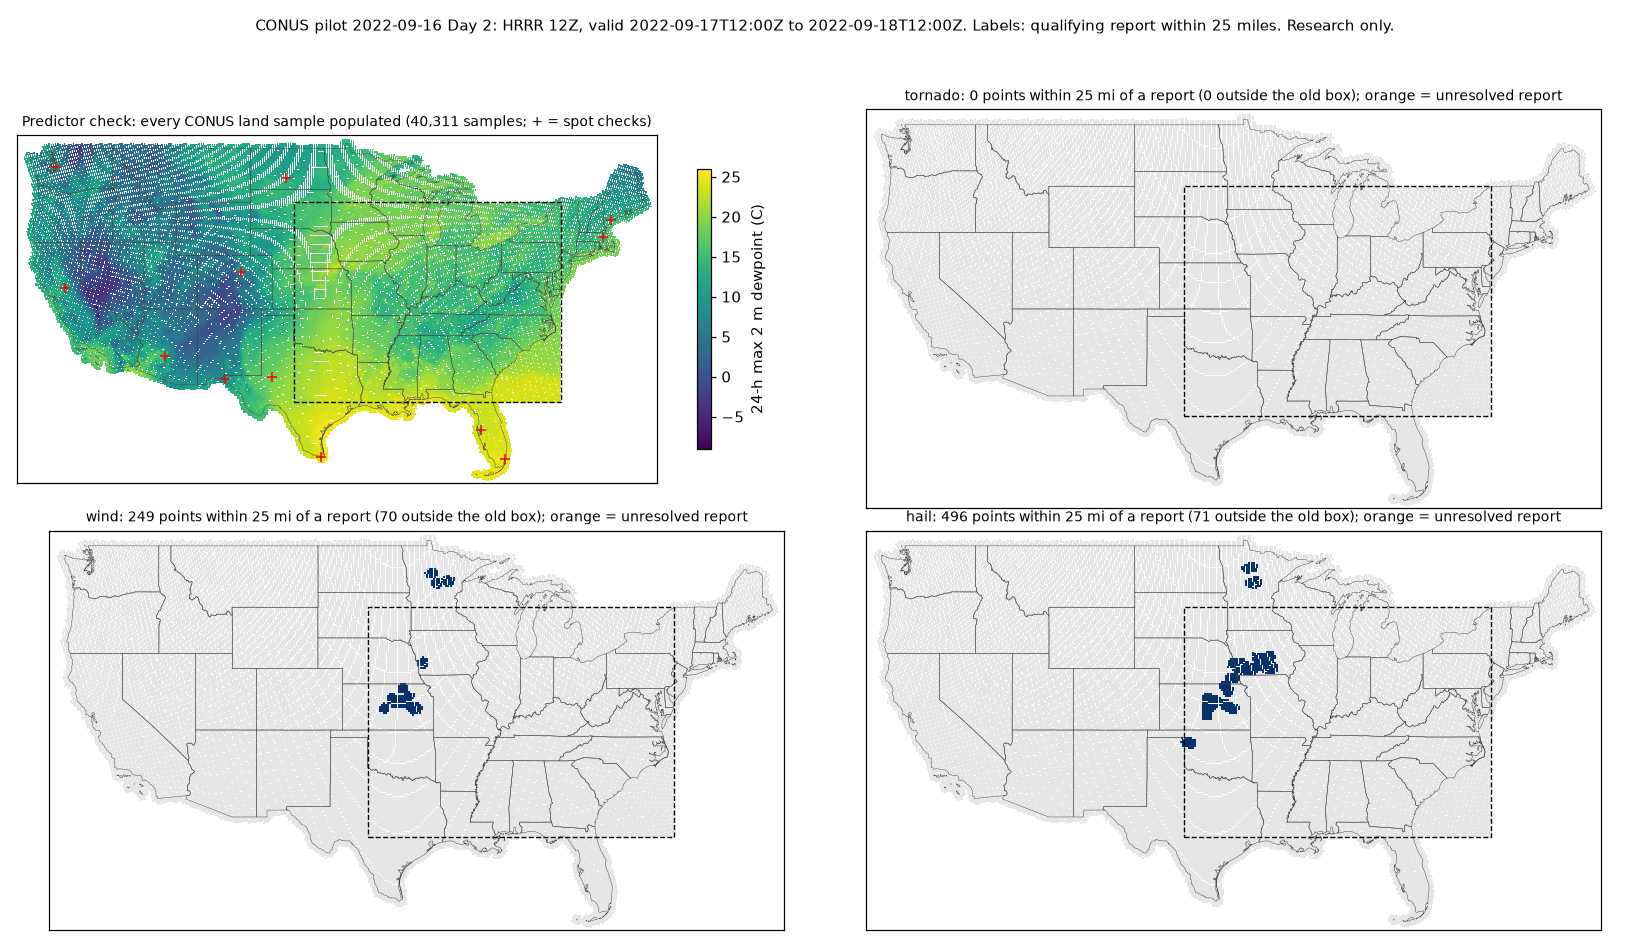 CONUS pilot 2022-09-16 Day 2: HRRR 12Z, valid 2022-09-17T12:00Z to 2022-09-18T12:00Z. Labels: qualifying report within 25 miles. Research only.
Predictor check: every CONUS land sample populated (40,311 samples; + = spot checks)
25
20
15
10
5
0
−5
24-h max 2 m dewpoint (C)
tornado: 0 points within 25 mi of a report (0 outside the old box); orange = unresolved report
wind: 249 points within 25 mi of a report (70 outside the old box); orange = unresolved report
hail: 496 points within 25 mi of a report (71 outside the old box); orange = unresolved report